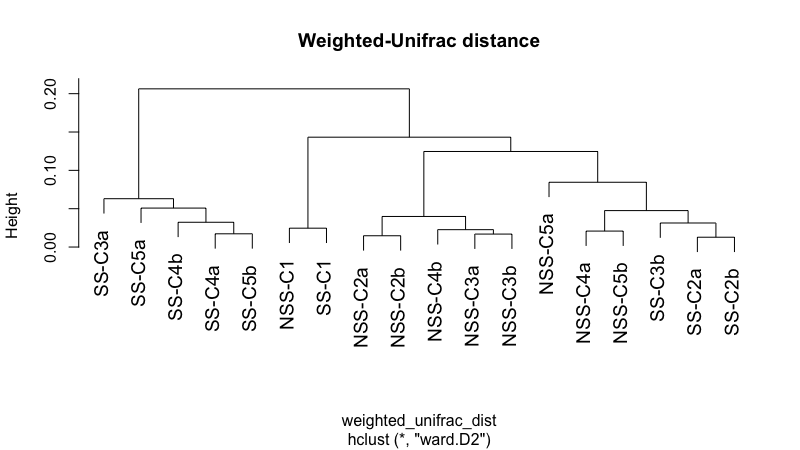 Weighted-Unifrac distance
Height
0.20
0.10
0.00
SS-C3a
SS-C5a
SS-C4b
SS-C4a
SS-C5b
NSS-C1
SS-C1
NSS-C2a
NSS-C2b
NSS-C4b
NSS-C3a
NSS-C3b
NSS-C5a
NSS-C4a
NSS-C5b
SS-C3b
SS-C2a
SS-C2b
weighted_unifrac_dist
hclust (*, "ward.D2")